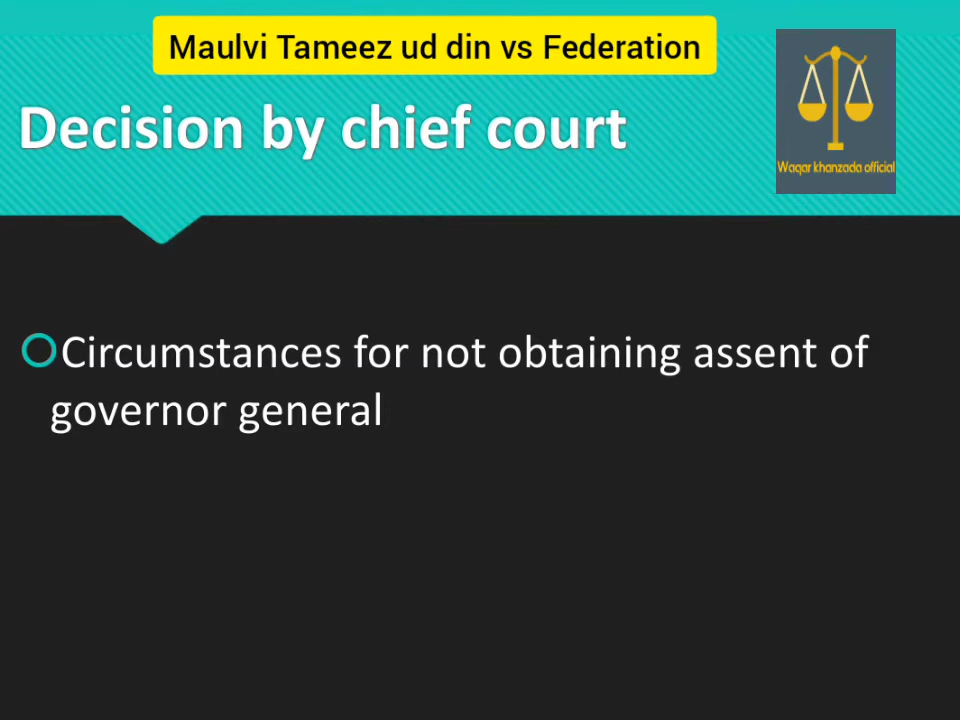 Maulvi Tameez ud din vs Federation
Decision by chief court
Waqar khanzada official
Circumstances for not obtaining assent of
governor general